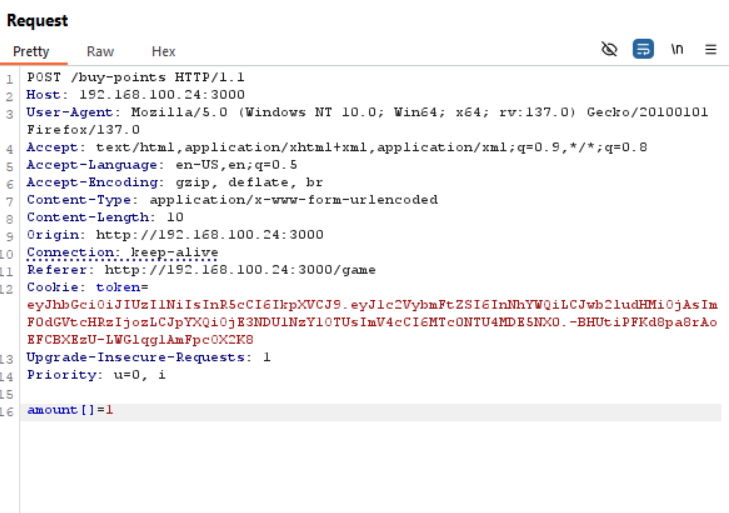 Request
Pretty Raw Hex \n
1 POST /buy-points HTTP/1.1
2 Host: 192.168.100.24:3000
3 User-Agent: Mozilla/5.0 (Windows NT 10.0; Win64; x64; rv:137.0) Gecko/20100101
Firefox/137.0
4 Accept: text/html,application/xhtml+xml,application/xml;q=0.9,*/*;q=0.8
5 Accept-Language: en-US,en;q=0.5
6 Accept-Encoding: gzip, deflate, br
7 Content-Type: application/x-www-form-urlencoded
8 Content-Length: 10
9 Origin: http://192.168.100.24:3000
10 Connection: keep-alive
11 Referer: http://192.168.100.24:3000/game
12 Cookie: token=
eyJhbGciOiJIUzI1NiIsInR5cCI6IkpXVCJ9.eyJ1c2VybmFtZSI6InNhYWQiLCJwb2ludHMiOjAsIm
F0dGVtcHRzIjozLCJpYXQiOjE3NDU1NzY1OTUsImV4cCI6MTc0NTU4MDE5NX0.-BHUtiPFKd8pa8rAo
EFCBXEzU-LWGlqglAmFpc0X2K8
13 Upgrade-Insecure-Requests: 1
14 Priority: u=0, i
15
16 amount[]=1